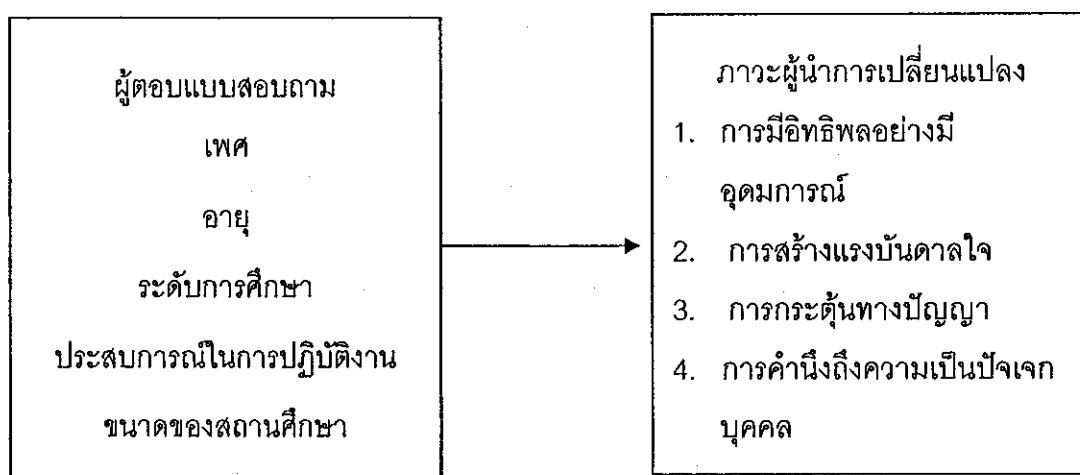 ผู้ตอบแบบสอบถาม
เพศ
อายุ
ระดับการศึกษา
ประสบการณ์ในการปฏิบัติงาน
ขนาดของสถานศึกษา
ภาวะผู้นำการเปลี่ยนแปลง
1. การมีอิทธิพลอย่างมี
อุดมการณ์
2. การสร้างแรงบันดาลใจ
3. การกระตุ้นทางปัญญา
4. การคำนึงถึงความเป็นปัจเจก
บุคคล